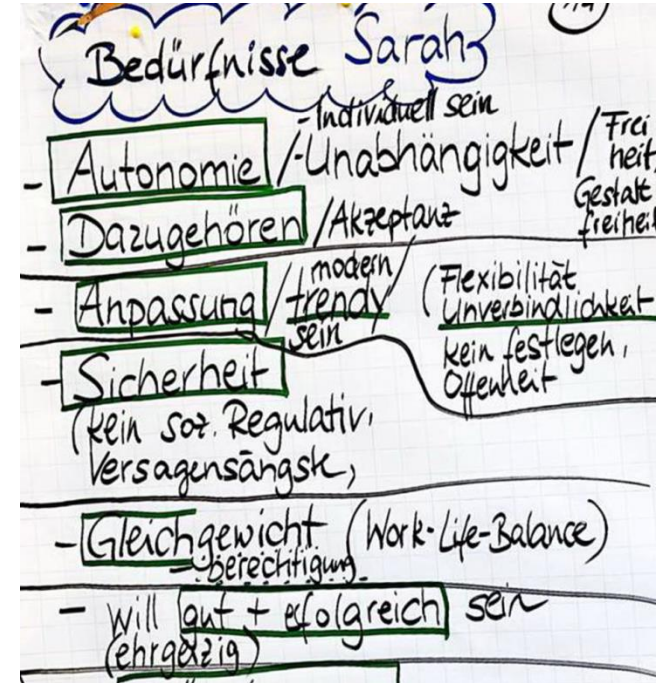 Bedürfnisse Sarah
- Individuell sein
- Autonomie / -Unabhängigkeit / Frei
heit,
Gestalt
freiheit
- Dazugehören / Akzeptanz
- Anpassung / modern /
trendy
sein
(Flexibilität
Unverbindlichkeit
kein festlegen,
Offenheit
- Sicherheit
(kein soz. Regulativ,
Versagensängste,
- Gleichgewicht (Work-Life-Balance)
- berechtigung
- will gut + erfolgreich sein
(ehrgeizig)